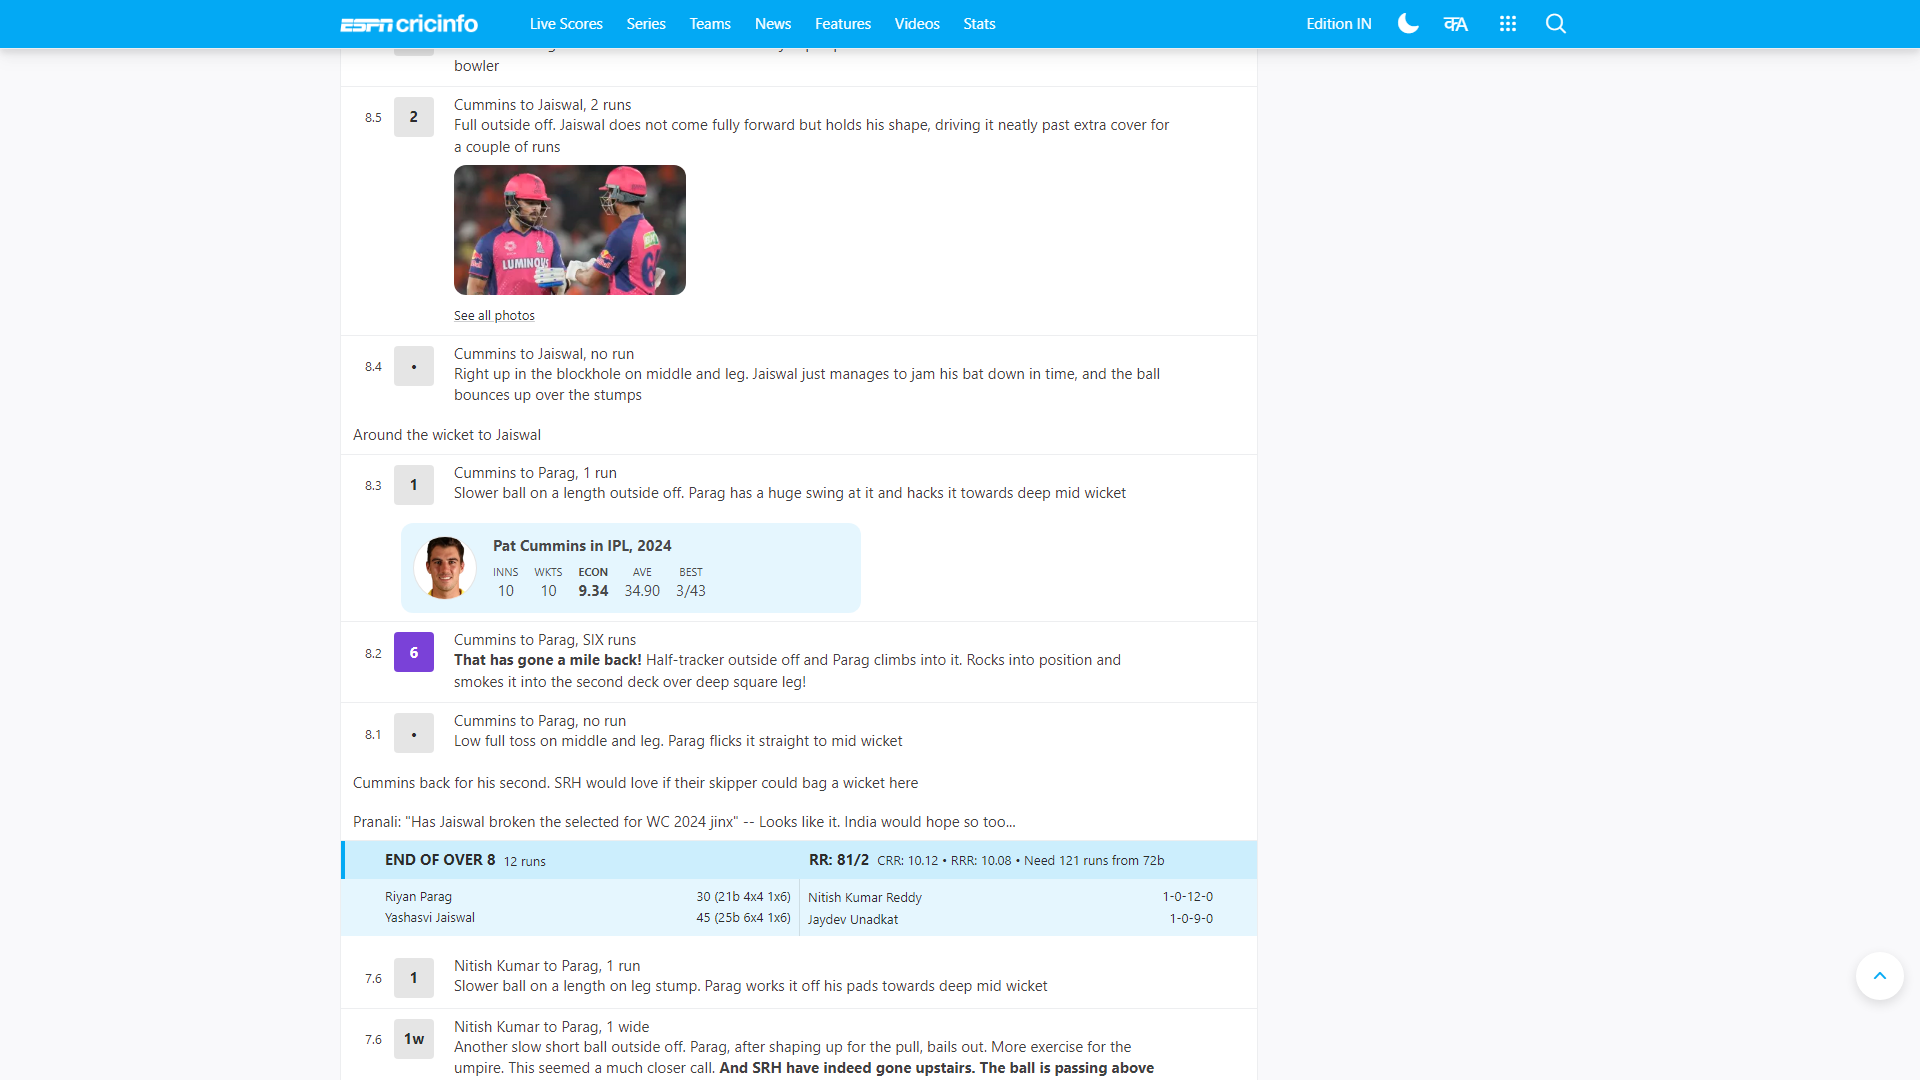 ESPN cricinfo Live Scores Series Teams News Features Videos Stats Edition IN
bowler
8.5 2 Cummins to Jaiswal, 2 runs
Full outside off. Jaiswal does not come fully forward but holds his shape, driving it neatly past extra cover for
a couple of runs
LUMINOUS
See all photos
8.4 • Cummins to Jaiswal, no run
Right up in the blockhole on middle and leg. Jaiswal just manages to jam his bat down in time, and the ball
bounces up over the stumps
Around the wicket to Jaiswal
8.3 1 Cummins to Parag, 1 run
Slower ball on a length outside off. Parag has a huge swing at it and hacks it towards deep mid wicket
Pat Cummins in IPL, 2024
INNS WKTS ECON AVE BEST
10 10 9.34 34.90 3/43
8.2 6 Cummins to Parag, SIX runs
That has gone a mile back! Half-tracker outside off and Parag climbs into it. Rocks into position and
smokes it into the second deck over deep square leg!
8.1 • Cummins to Parag, no run
Low full toss on middle and leg. Parag flicks it straight to mid wicket
Cummins back for his second. SRH would love if their skipper could bag a wicket here
Pranali: "Has Jaiswal broken the selected for WC 2024 jinx" -- Looks like it. India would hope so too...
END OF OVER 8 12 runs RR: 81/2 CRR: 10.12 • RRR: 10.08 • Need 121 runs from 72b
Riyan Parag 30 (21b 4x4 1x6) Nitish Kumar Reddy 1-0-12-0
Yashasvi Jaiswal 45 (25b 6x4 1x6) Jaydev Unadkat 1-0-9-0
7.6 1 Nitish Kumar to Parag, 1 run
Slower ball on a length on leg stump. Parag works it off his pads towards deep mid wicket
7.6 1w Nitish Kumar to Parag, 1 wide
Another slow short ball outside off. Parag, after shaping up for the pull, bails out. More exercise for the
umpire. This seemed a much closer call. And SRH have indeed gone upstairs. The ball is passing above